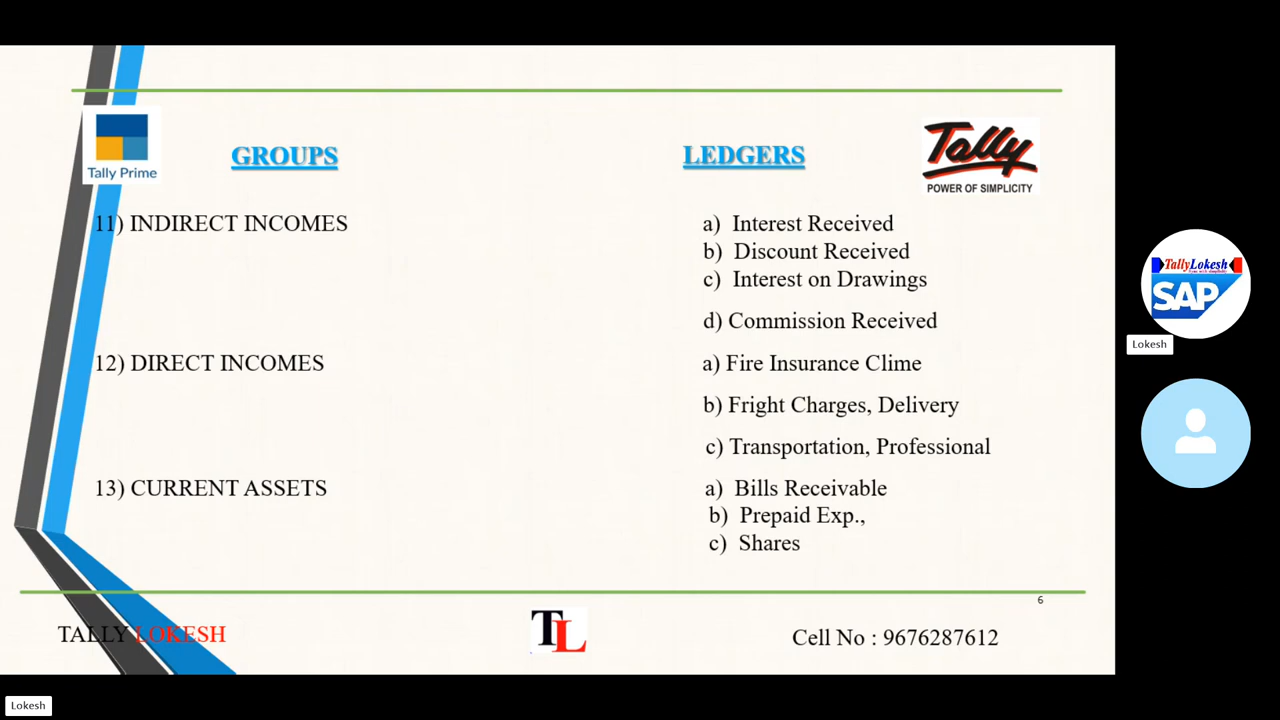 Tally Prime
GROUPS
LEDGERS
Tally
POWER OF SIMPLICITY
11) INDIRECT INCOMES
a) Interest Received
b) Discount Received
c) Interest on Drawings
d) Commission Received
12) DIRECT INCOMES
a) Fire Insurance Clime
b) Fright Charges, Delivery
c) Transportation, Professional
13) CURRENT ASSETS
a) Bills Receivable
b) Prepaid Exp.,
c) Shares
6
TALLY LOKESH
TL
Cell No : 9676287612
TallyLokesh
SAP
Lokesh
Lokesh